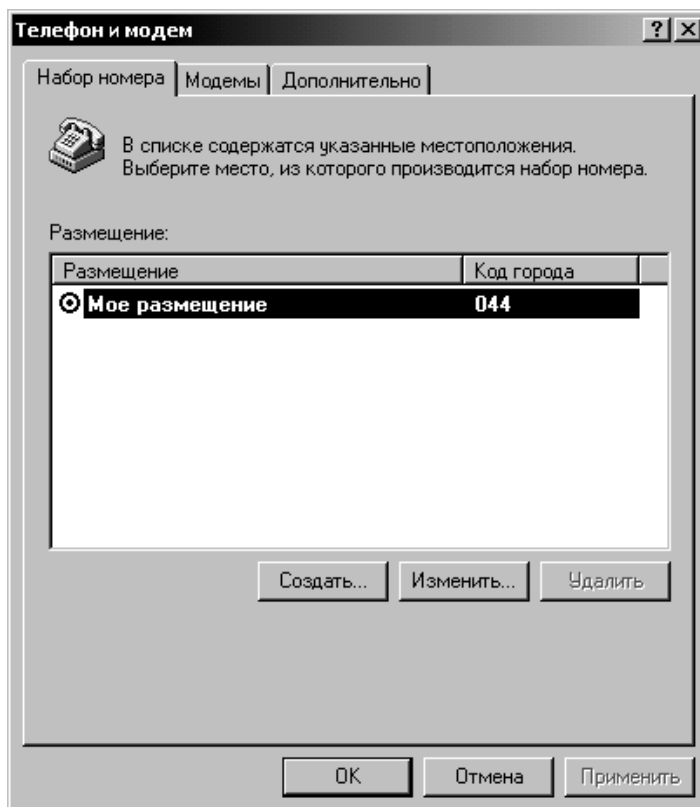 Телефон и модем
Набор номера Модемы Дополнительно
В списке содержатся указанные местоположения.
Выберите место, из которого производится набор номера.
Размещение:
Размещение Код города
Мое размещение 044
Создать... Изменить... Удалить
OK Отмена Применить